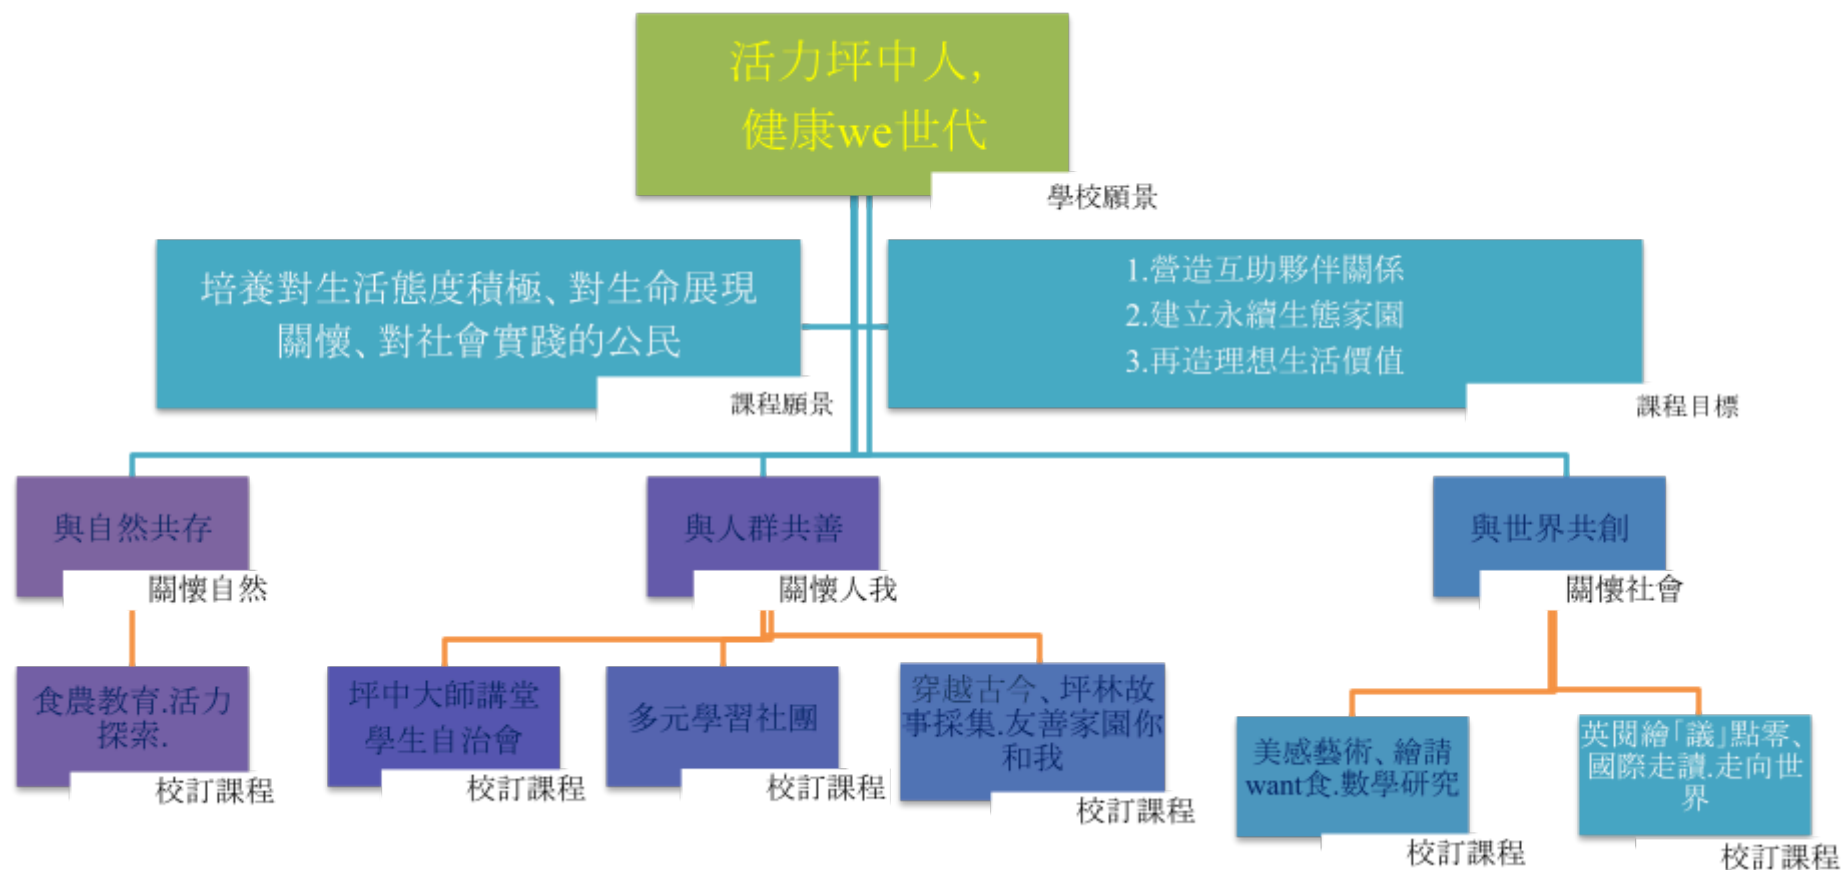 活力坪中人,
健康we世代
學校願景
培養對生活態度積極、對生命展現
關懷、對社會實踐的公民
課程願景
1.營造互助夥伴關係
2.建立永續生態家園
3.再造理想生活價值
課程目標
與自然共存
關懷自然
與人群共善
關懷人我
與世界共創
關懷社會
食農教育.活力
探索.
校訂課程
坪中大師講堂
學生自治會
校訂課程
多元學習社團
校訂課程
穿越古今、坪林故
事採集.友善家園你
和我
校訂課程
美感藝術、繪請
want食.數學研究
校訂課程
英閱繪「議」點零、
國際走讀.走向世
界
校訂課程